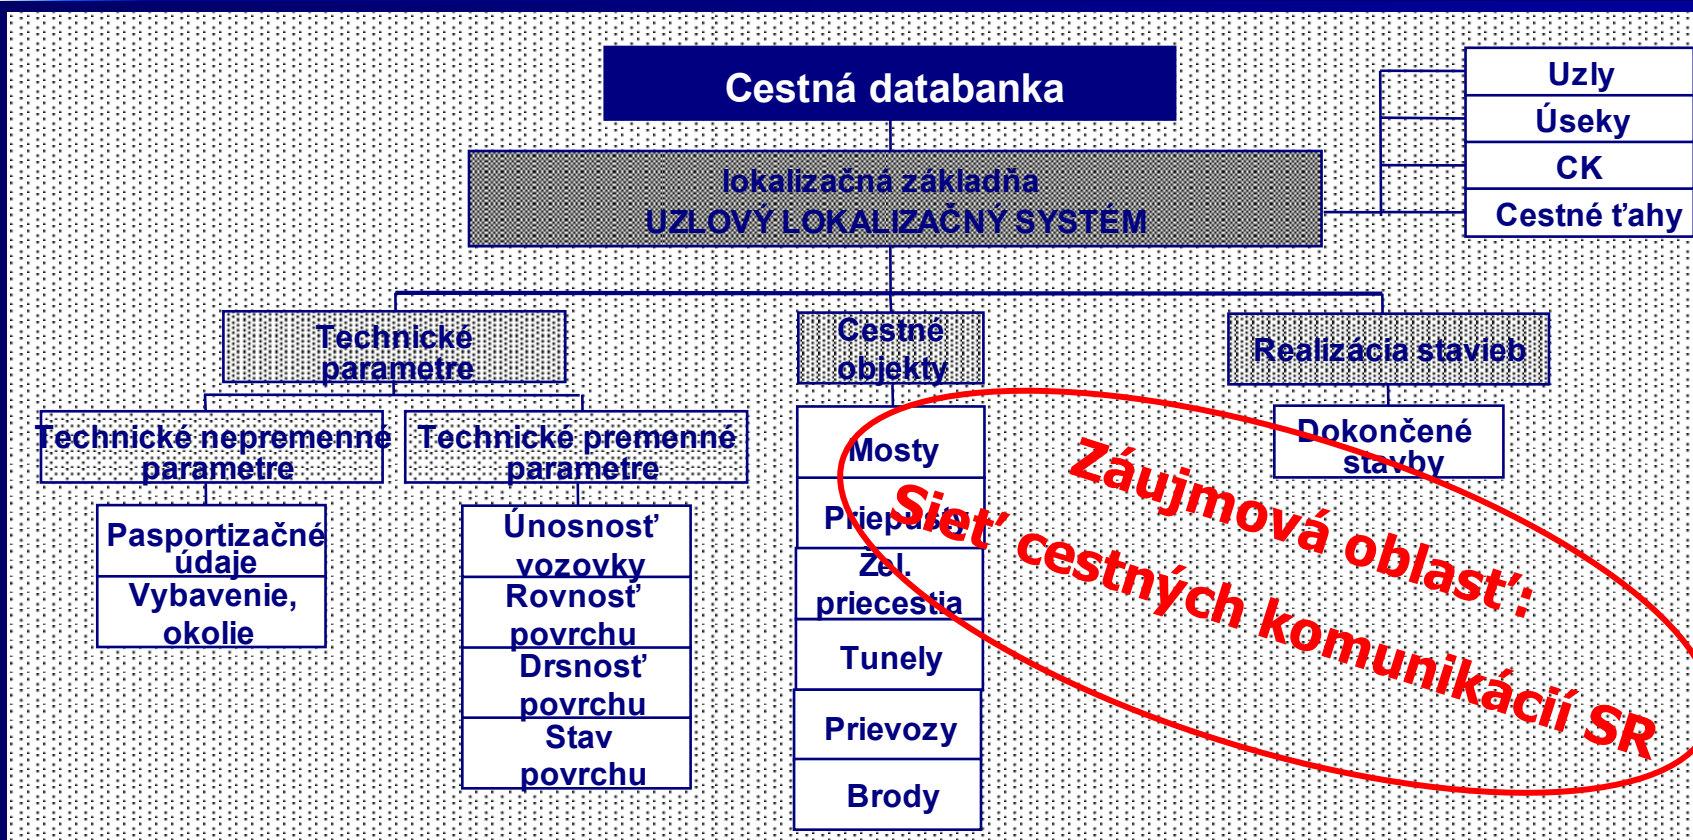 Cestná databanka
lokalizačná základňa
UZLOVÝ LOKALIZAČNÝ SYSTÉM
Uzly
Úseky
CK
Cestné ťahy
Technické
parametre
Cestné
objekty
Realizácia stavieb
Technické nepremenné
parametre
Technické premenné
parametre
Pasportizačné
údaje
Vybavenie,
okolie
Únosnosť
vozovky
Rovnosť
povrchu
Drsnosť
povrchu
Stav
povrchu
Mosty
Priepusty
Žel.
priecestia
Tunely
Prievozy
Brody
Dokončené
stavby
Záujmová oblasť:
Sieť cestných komunikácií SR